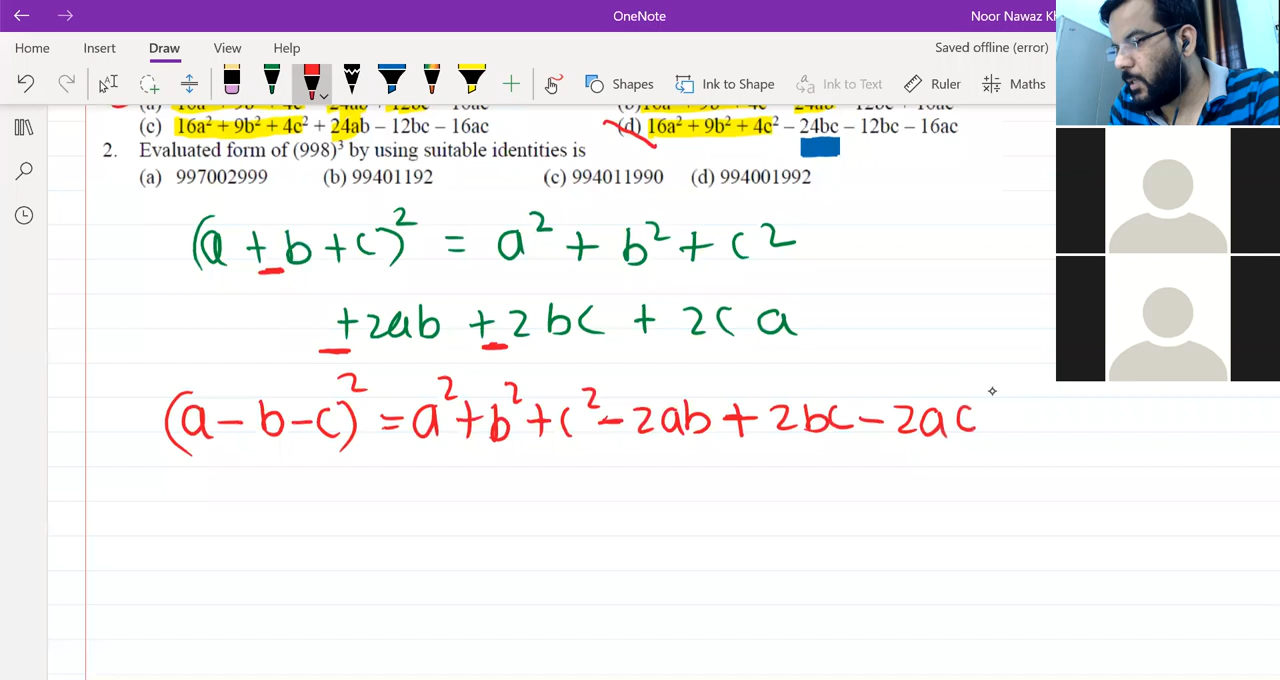 OneNote
Noor Nawaz Kh
Home Insert Draw View Help
Saved offline (error)
Shapes Ink to Shape Ink to Text Ruler Maths
(c) 16a² + 9b² + 4c² + 24ab – 12bc – 16ac (d) 16a² + 9b² + 4c² – 24bc – 12bc – 16ac
2. Evaluated form of (998)³ by using suitable identities is
(a) 997002999 (b) 99401192 (c) 994011990 (d) 994001992
(a + b + c)² = a² + b² + c²
+ 2ab + 2bc + 2ca
(a – b – c)² = a² + b² + c² – 2ab + 2bc – 2ac